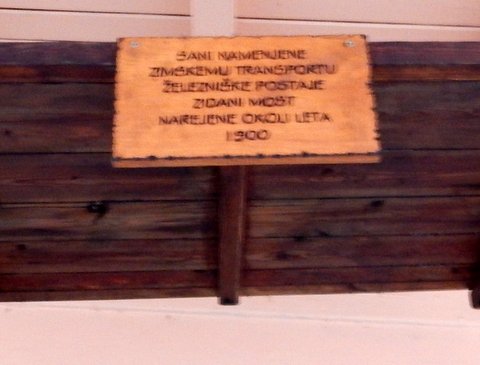 SANI NAMENJENE
ZIMSKEMU TRANSPORTU
ŽELEZNIŠKE POSTAJE
ZIDANI MOST
NAREJENE OKOLI LETA
1900